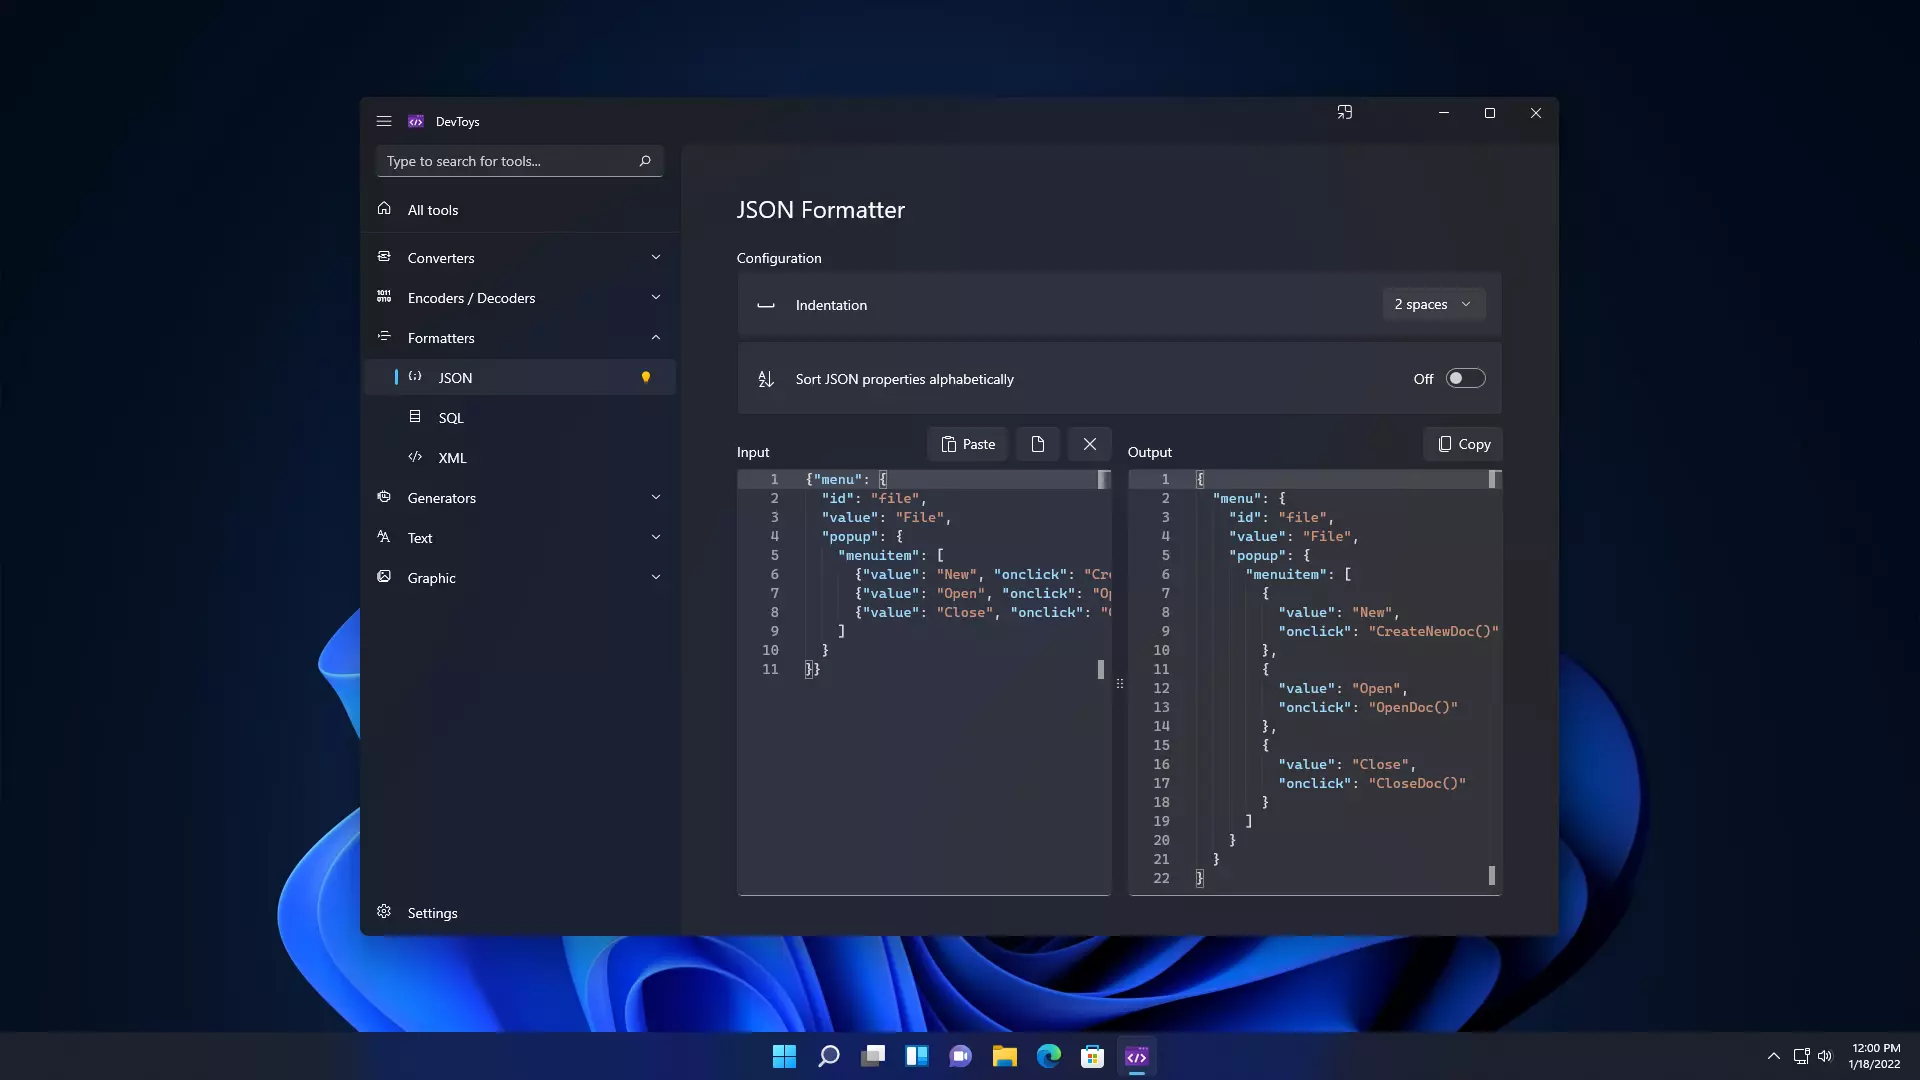 DevToys
Type to search for tools...
All tools
Converters
Encoders / Decoders
Formatters
JSON
SQL
XML
Generators
Text
Graphic
Settings
JSON Formatter
Configuration
Indentation
2 spaces
Sort JSON properties alphabetically
Off
Input
Paste
1 {"menu": {
2 "id": "file",
3 "value": "File",
4 "popup": {
5 "menuitem": [
6 {"value": "New", "onclick": "Cre
7 {"value": "Open", "onclick": "Op
8 {"value": "Close", "onclick": "
9 ]
10 }
11 }}
Output
Copy
1 {
2 "menu": {
3 "id": "file",
4 "value": "File",
5 "popup": {
6 "menuitem": [
7 {
8 "value": "New",
9 "onclick": "CreateNewDoc()"
10 },
11 {
12 "value": "Open",
13 "onclick": "OpenDoc()"
14 },
15 {
16 "value": "Close",
17 "onclick": "CloseDoc()"
18 }
19 ]
20 }
21 }
22 }
12:00 PM
1/18/2022